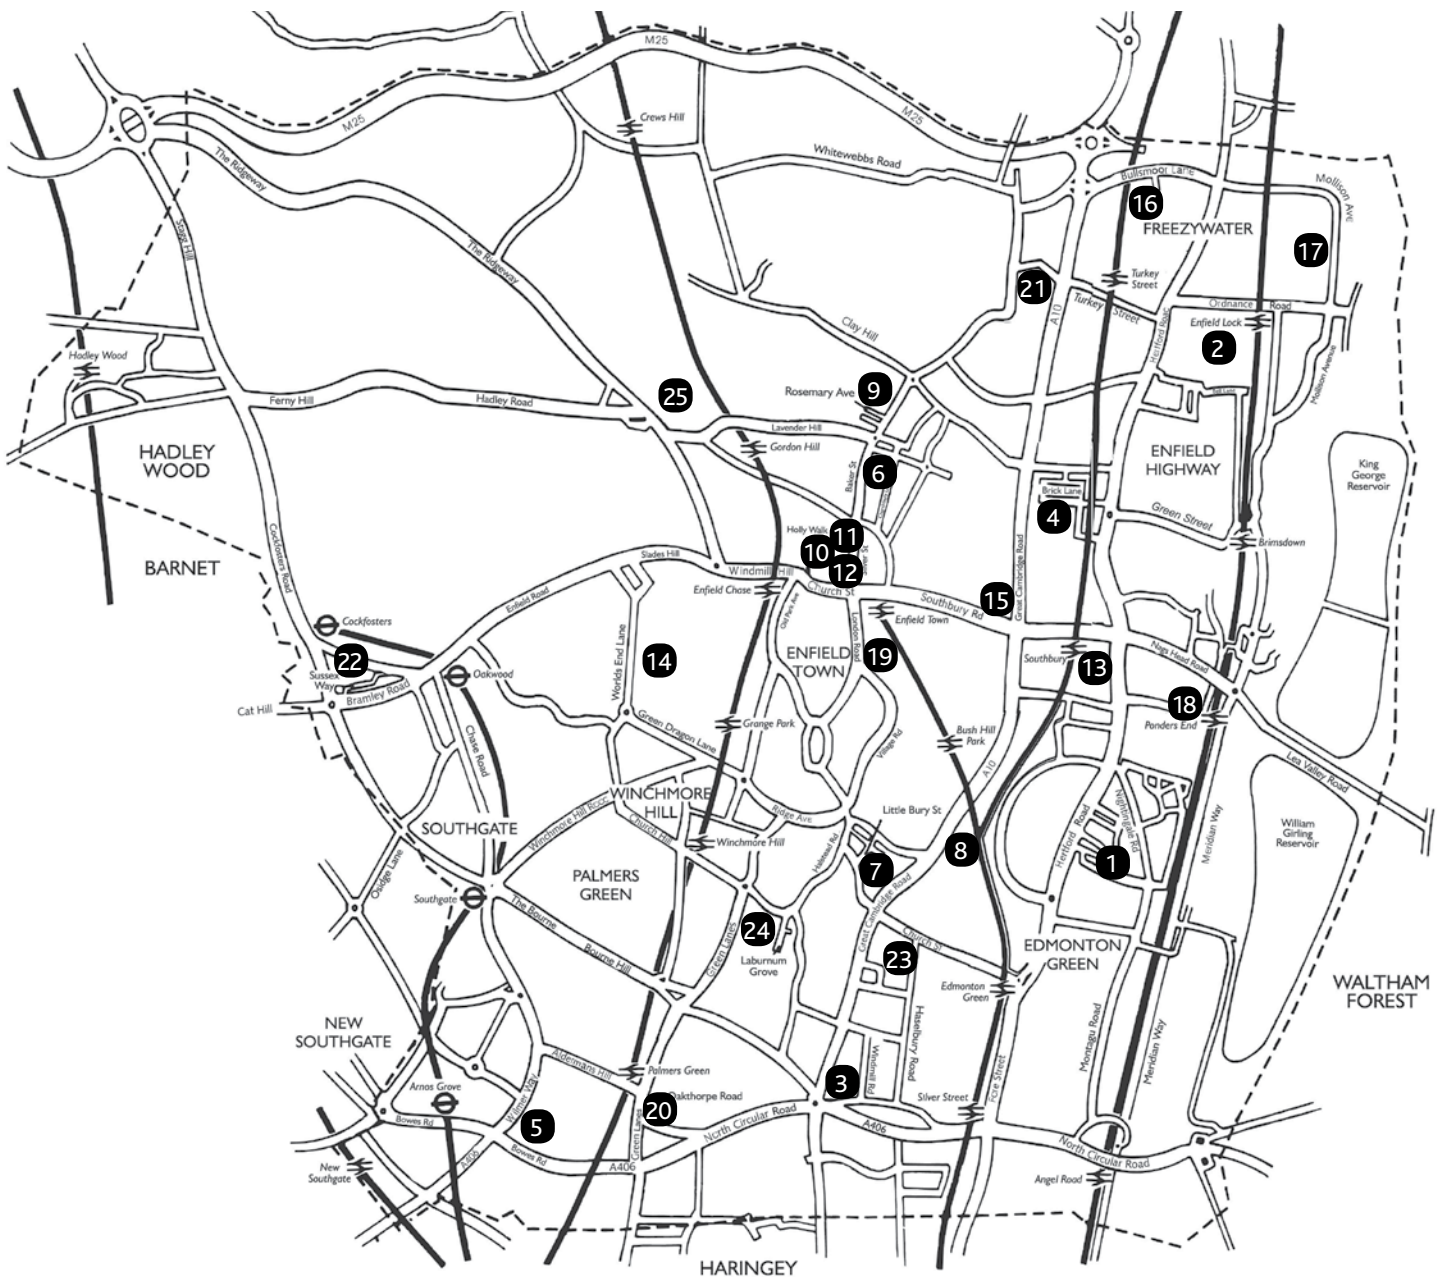 M25
M25
M25
Crews Hill
The Ridgeway
Whitewebbs Road
Bullsmoor Lane
Mollison Ave
16
FREEZYWATER
17
Stagg Hill
The Ridgeway
Turkey
Street
21
Turkey Street
A10
Ordnance Road
Enfield Lock
Hertford Road
2
Clay Hill
Hadley Wood
Mollison Avenue
Rosemary Ave
9
25
Ferny Hill
Hadley Road
Lavender Hill
Gordon Hill
HADLEY
WOOD
ENFIELD
HIGHWAY
King
George
Reservoir
Baker St
6
Brick Lane
4
Green Street
Brimsdown
Cockfosters Road
Holly Walk
11
10
12
Slades Hill
Windmill Hill
BARNET
Enfield Chase
Church St
Great Cambridge Road
15
Southbury Rd
Enfield Road
Old Park Ave
Enfield Town
London Road
Cockfosters
22
Sussex
Way
Oakwood
Worlds End Lane
14
ENFIELD
TOWN
19
Southbury
13
Nags Head Road
Cat Hill
Bramley Road
18
Ponders End
Green Dragon Lane
Grange Park
Chase Road
Village Rd
Bush Hill
Park
A10
Lea Valley Road
WINCHMORE
HILL
Winchmore Hill
Church Hill
Ridge Ave
Little Bury St
Hertford Road
Nightingale Rd
Meridian Way
William
Girling
Reservoir
SOUTHGATE
Winchmore Hill
Halstead Rd
7
8
1
Osidge Lane
PALMERS
GREEN
Southgate
The Bourne
Great Cambridge Road
24
Green Lanes
Laburnum
Grove
Church St
23
EDMONTON
GREEN
Bourne Hill
Edmonton
Green
WALTHAM
FOREST
NEW
SOUTHGATE
Haselbury Road
Montagu Road
Meridian Way
Windmill Rd
Aldermans Hill
Palmers Green
Arnos Grove
Wilmer Way
3
Fore Street
Silver Street
Oakthorpe Road
20
5
Bowes Rd
North Circular Road
A406
Green Lanes
Bowes Rd
A406
A406
North Circular Road
New
Southgate
Angel Road
HARINGEY